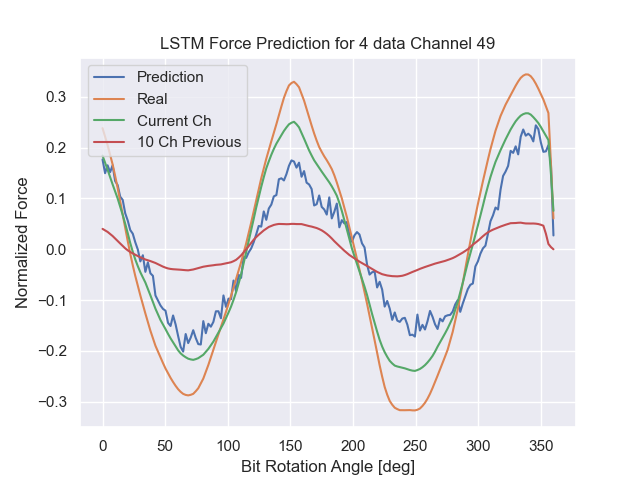 LSTM Force Prediction for 4 data Channel 49
Prediction
Real
Current Ch
10 Ch Previous
Normalized Force
0.3
0.2
0.1
0.0
−0.1
−0.2
−0.3
0 50 100 150 200 250 300 350
Bit Rotation Angle [deg]